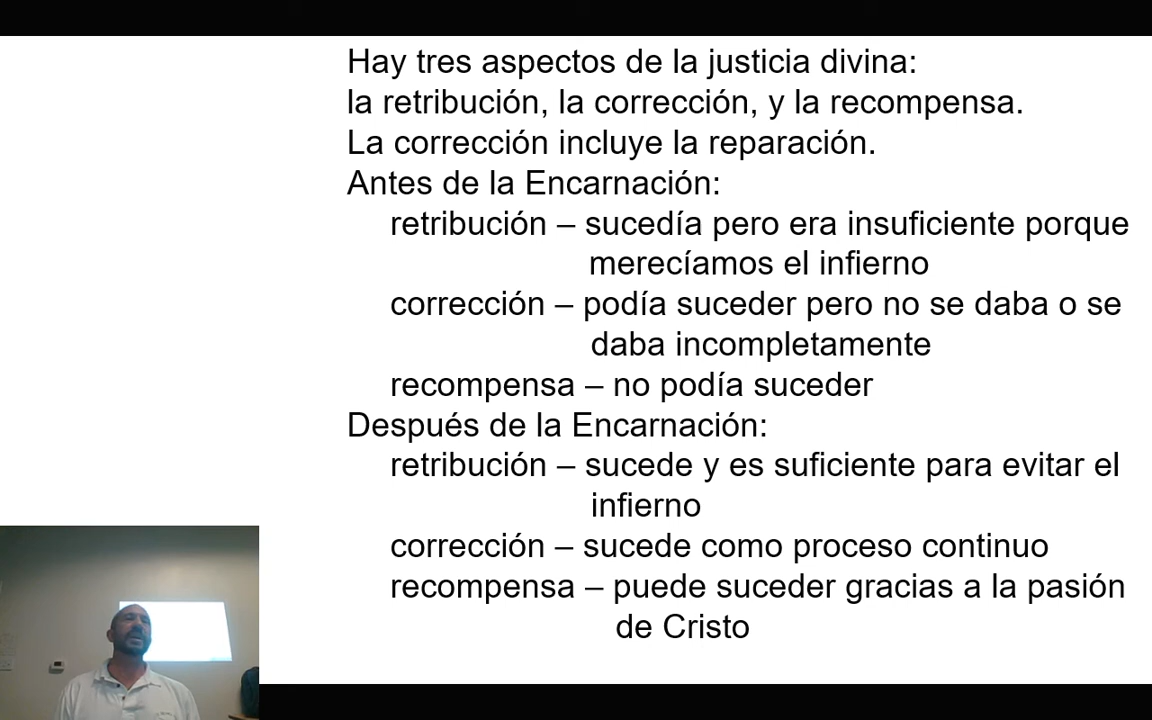 Hay tres aspectos de la justicia divina:
la retribución, la corrección, y la recompensa.
La corrección incluye la reparación.
Antes de la Encarnación:
retribución – sucedía pero era insuficiente porque
merecíamos el infierno
corrección – podía suceder pero no se daba o se
daba incompletamente
recompensa – no podía suceder
Después de la Encarnación:
retribución – sucede y es suficiente para evitar el
infierno
corrección – sucede como proceso continuo
recompensa – puede suceder gracias a la pasión
de Cristo